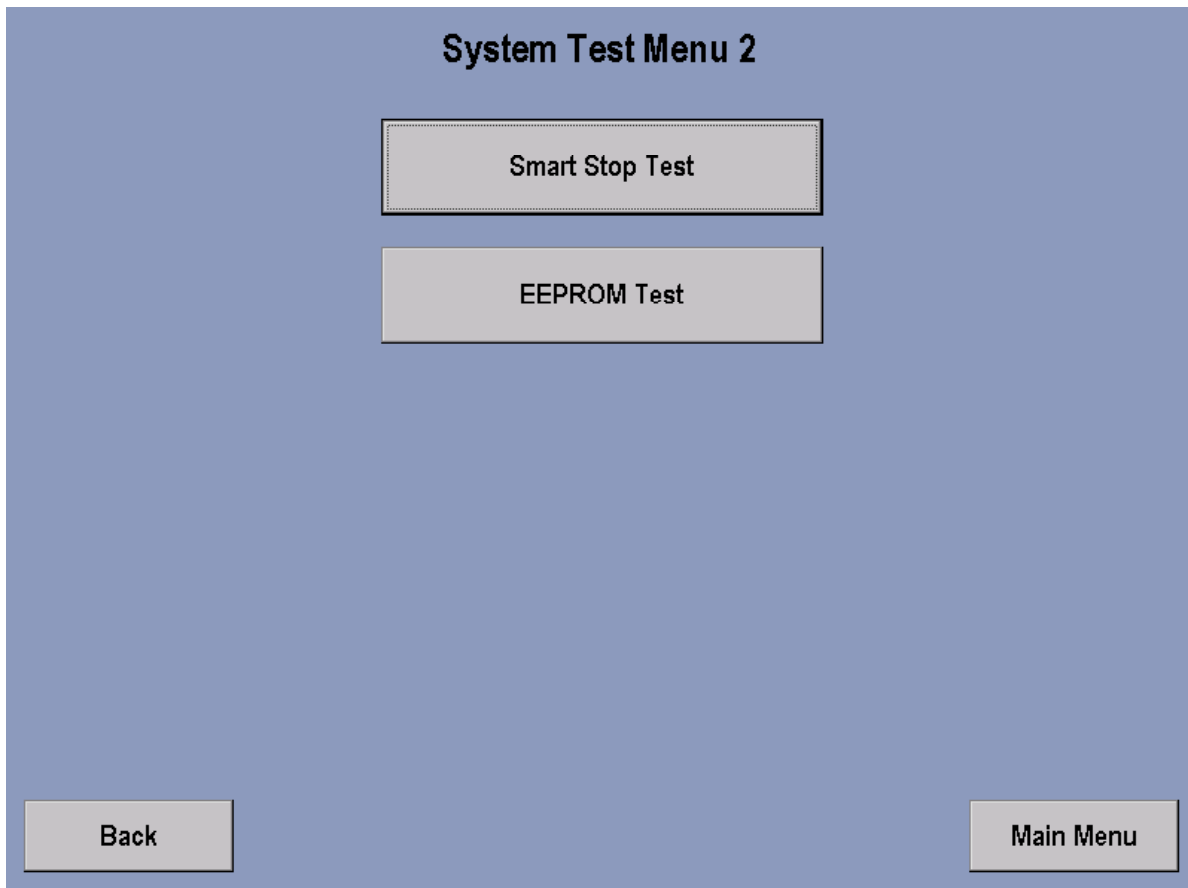 System Test Menu 2
Smart Stop Test
EEPROM Test
Back
Main Menu